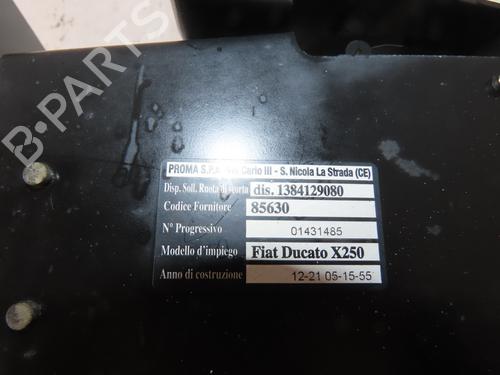 B-PARTS
PROMA S.P.A. Carlo III - S. Nicola La Strada (CE)
Disp. Soll. Ruota di scorta dis. 1384129080
Codice Fornitore 85630
N° Progressivo 01431485
Modello d'impiego Fiat Ducato X250
Anno di costruzione 12-21 05-15-55